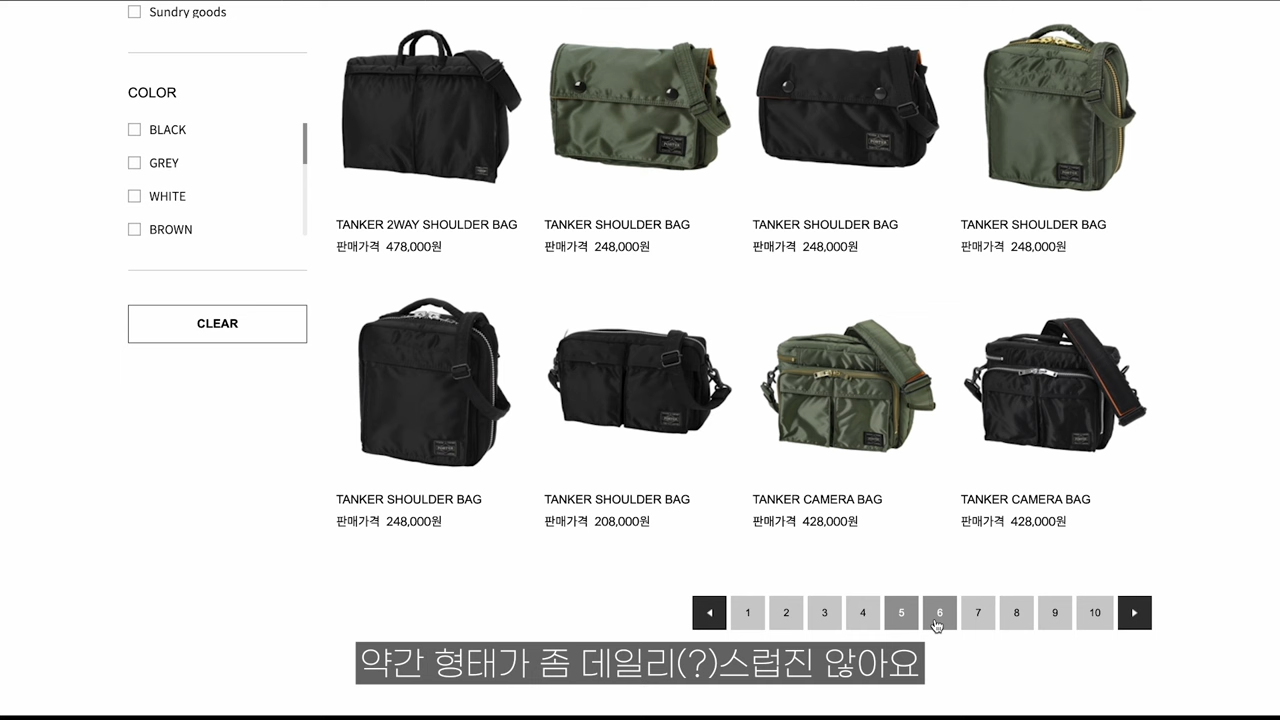 Sundry goods
COLOR
BLACK
GREY
WHITE
BROWN
CLEAR
TANKER 2WAY SHOULDER BAG
판매가격 478,000원
TANKER SHOULDER BAG
판매가격 248,000원
TANKER SHOULDER BAG
판매가격 248,000원
TANKER SHOULDER BAG
판매가격 248,000원
TANKER SHOULDER BAG
판매가격 248,000원
TANKER SHOULDER BAG
판매가격 208,000원
TANKER CAMERA BAG
판매가격 428,000원
TANKER CAMERA BAG
판매가격 428,000원
1 2 3 4 5 6 7 8 9 10
약간 형태가 좀 데일리(?)스럽진 않아요